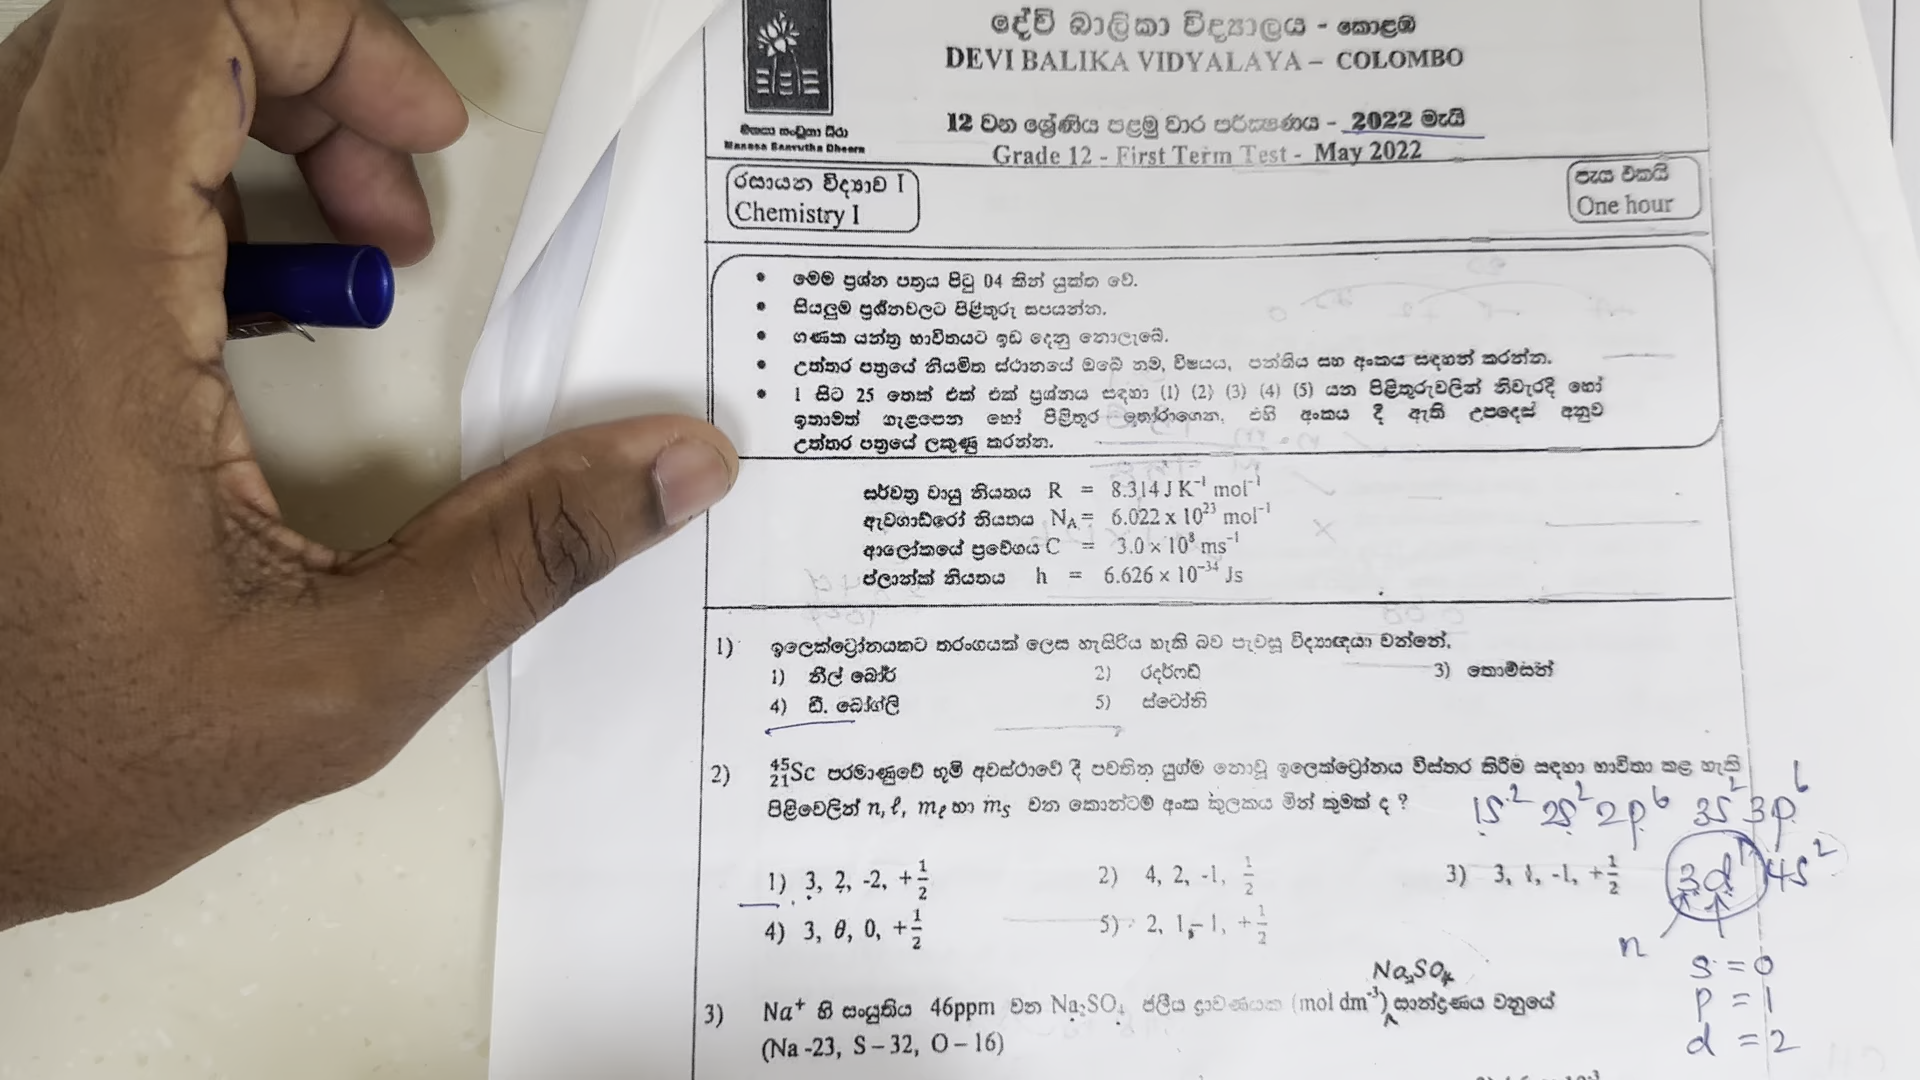 දේවි බාලිකා විද්‍යාලය - කොළඹ
DEVI BALIKA VIDYALAYA – COLOMBO
12 වන ශ්‍රේණිය පළමු වාර පරීක්ෂණය - 2022 මැයි
Grade 12 - First Term Test - May 2022
රසායන විද්‍යාව I
Chemistry I
පැය එකයි
One hour
• මෙම ප්‍රශ්න පත්‍රය පිටු 04 කින් යුක්ත වේ.
• සියලුම ප්‍රශ්නවලට පිළිතුරු සපයන්න.
• ගණක යන්ත්‍ර භාවිතයට ඉඩ දෙනු නොලැබේ.
• උත්තර පත්‍රයේ නියමිත ස්ථානයේ ඔබේ නම, විෂයය, පන්තිය සහ අංකය සඳහන් කරන්න.
• 1 සිට 25 තෙක් එක් එක් ප්‍රශ්නය සඳහා (1) (2) (3) (4) (5) යන පිළිතුරුවලින් නිවැරදි හෝ
ඉතාමත් ගැළපෙන හෝ පිළිතුර තෝරාගෙන, එහි අංකය දී ඇති උපදෙස් අනුව
උත්තර පත්‍රයේ ලකුණු කරන්න.
සර්වත්‍ර වායු නියතය R = 8.314 J K⁻¹ mol⁻¹
ඇවගාඩ්රෝ නියතය N_A = 6.022 x 10²³ mol⁻¹
ආලෝකයේ ප්‍රවේගය C = 3.0 × 10⁸ ms⁻¹
ප්ලාන්ක් නියතය h = 6.626 × 10⁻³⁴ Js
1) ඉලෙක්ට්‍රෝනයකට තරංගයක් ලෙස හැසිරිය හැකි බව පැවසූ විද්‍යාඥයා වන්නේ,
1) නීල් බෝර් 2) රදර්ෆඩ් 3) තොම්සන්
4) ඩී. බ්‍රෝග්ලි 5) ස්ටෝනි
2) ⁴⁵₂₁Sc පරමාණුවේ භූමි අවස්ථාවේ දී පවතින යුග්ම නොවූ ඉලෙක්ට්‍රෝනය විස්තර කිරීම සඳහා භාවිතා කළ හැකි
පිළිවෙලින් n, ℓ, mℓ හා mₛ වන කොන්ටම් අංක කුලකය මින් කුමක් ද ?
1s² 2s² 2p⁶ 3s² 3p⁶
3d¹ 4s²
1) 3, 2, -2, +1/2 2) 4, 2, -1, 1/2 3) 3, 1, -1, +1/2
4) 3, θ, 0, +1/2 5) 2, 1, -1, +1/2
n
s = 0
p = 1
d = 2
Na₂SO₄
3) Na⁺ හි සංයුතිය 46ppm වන Na₂SO₄ ජලීය ද්‍රාවණයක (mol dm⁻³) සාන්ද්‍රණය වනුයේ
(Na -23, S – 32, O – 16)